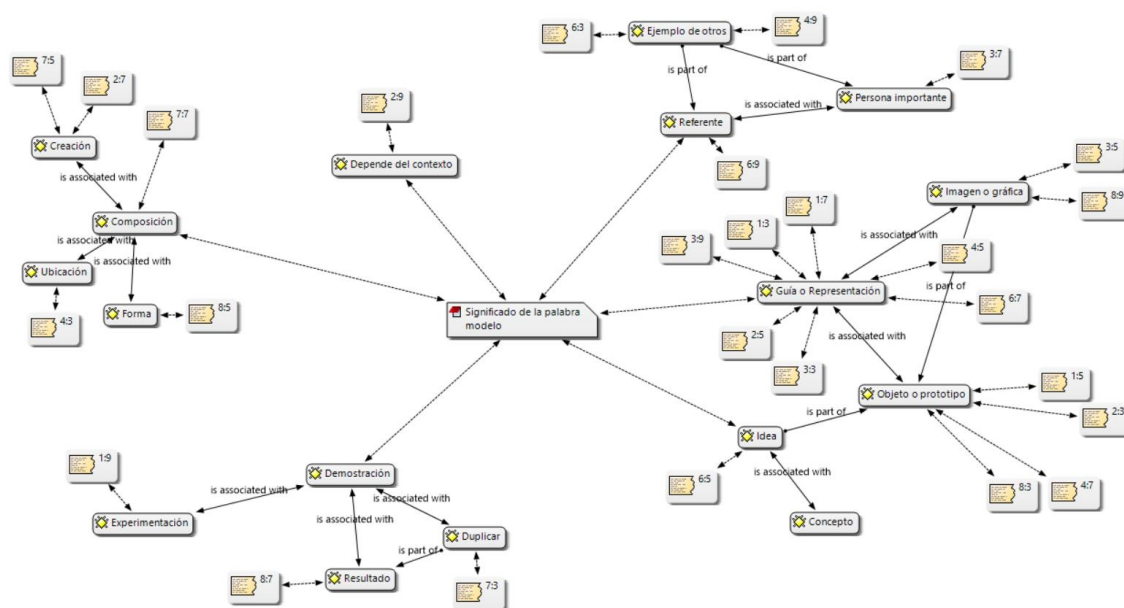 6:3
Ejemplo de otros
4:9
7:5
2:7
7:7
is part of
is part of
3:7
2:9
is associated with
Persona importante
Referente
Creación
Depende del contexto
6:9
3:5
is associated with
1:7
Imagen o gráfica
8:9
1:3
Composición
is associated with
3:9
is associated with
4:5
is associated with
Ubicación
Guía o Representación
is part of
6:7
4:3
Forma
8:5
Significado de la palabra
modelo
2:5
is associated with
3:3
1:5
Objeto o prototipo
is part of
2:3
Idea
1:9
Demostración
6:5
is associated with
is associated with
is associated with
8:3
4:7
Experimentación
is associated with
Concepto
Duplicar
is part of
8:7
Resultado
7:3